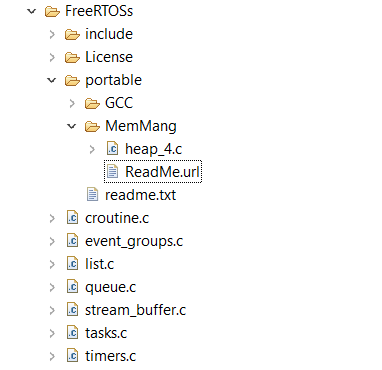 FreeRTOSs
include
License
portable
GCC
MemMang
heap_4.c
ReadMe.url
readme.txt
croutine.c
event_groups.c
list.c
queue.c
stream_buffer.c
tasks.c
timers.c